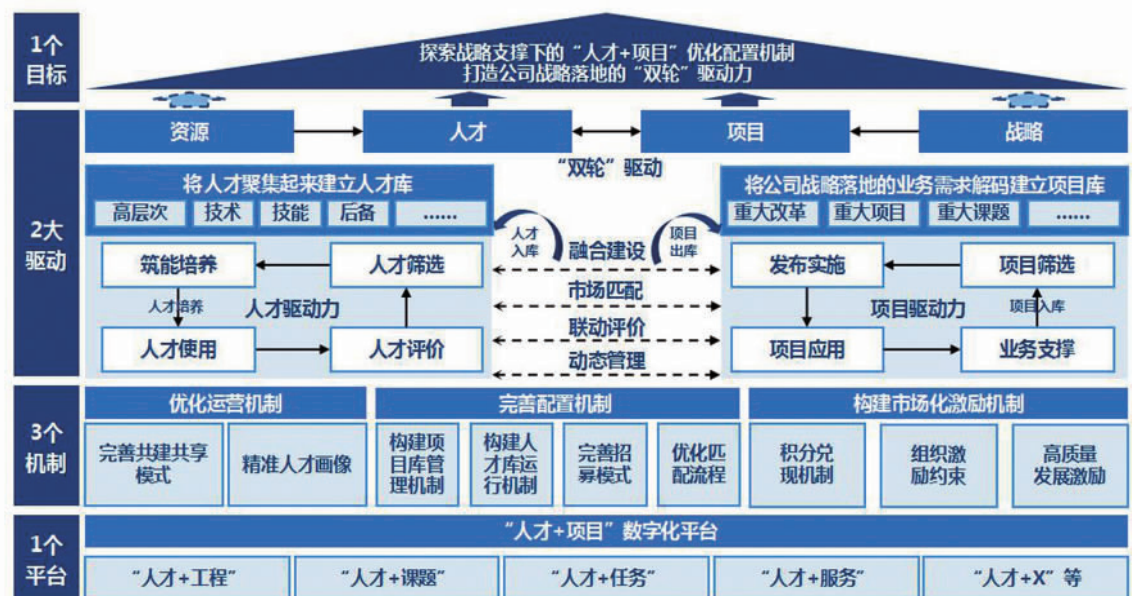 1个
目标
探索战略支撑下的“人才+项目”优化配置机制
打造公司战略落地的“双轮”驱动力
资源
人才
项目
战略
“双轮”驱动
2大
驱动
将人才聚集起来建立人才库
高层次
技术
技能
后备
……
将公司战略落地的业务需求解码建立项目库
重大改革
重大项目
重大课题
……
人才
入库
项目
出库
筑能培养
人才筛选
人才培养
人才驱动力
人才使用
人才评价
融合建设
市场匹配
联动评价
动态管理
发布实施
项目筛选
项目驱动力
项目入库
项目应用
业务支撑
3个
机制
优化运营机制
完善配置机制
构建市场化激励机制
完善共建共享
模式
精准人才画像
构建项
目库管
理机制
构建人
才库运
行机制
完善招
募模式
优化匹
配流程
积分兑
现机制
组织激
励约束
高质量
发展激励
1个
平台
“人才+项目”数字化平台
“人才+工程”
“人才+课题”
“人才+任务”
“人才+服务”
“人才+X”等